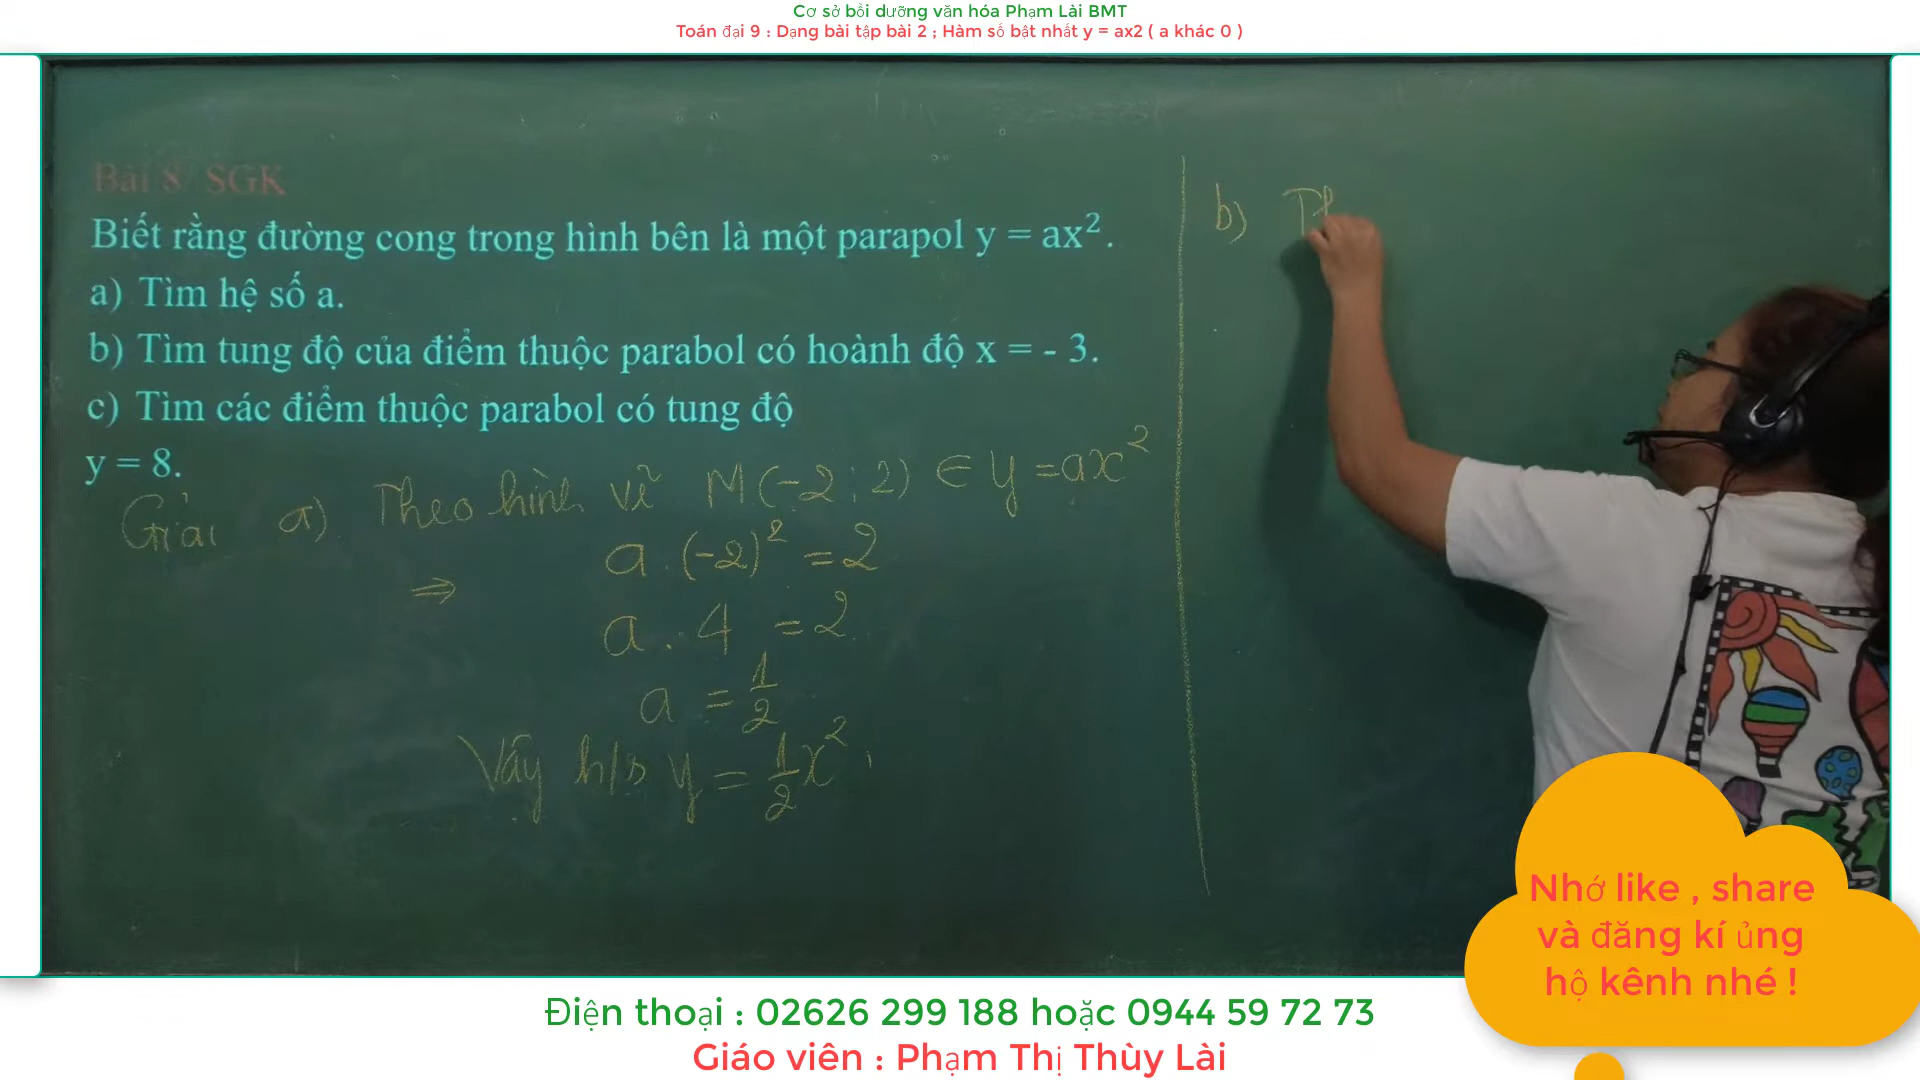 Cơ sở bồi dưỡng văn hóa Phạm Lài BMT
Toán đại 9 : Dạng bài tập bài 2 ; Hàm số bật nhất y = ax2 ( a khác 0 )
Bài 8/ SGK
Biết rằng đường cong trong hình bên là một parapol y = ax².
a) Tìm hệ số a.
b) Tìm tung độ của điểm thuộc parabol có hoành độ x = - 3.
c) Tìm các điểm thuộc parabol có tung độ
y = 8.
Giải a) Theo hình vẽ M(-2 ; 2) ∈ y = ax²
⇒ a . (-2)² = 2
a . 4 = 2
a = 1/2
Vậy h/s y = 1/2 x²
b) Th
Nhớ like , share
và đăng kí ủng
hộ kênh nhé !
Điện thoại : 02626 299 188 hoặc 0944 59 72 73
Giáo viên : Phạm Thị Thùy Lài